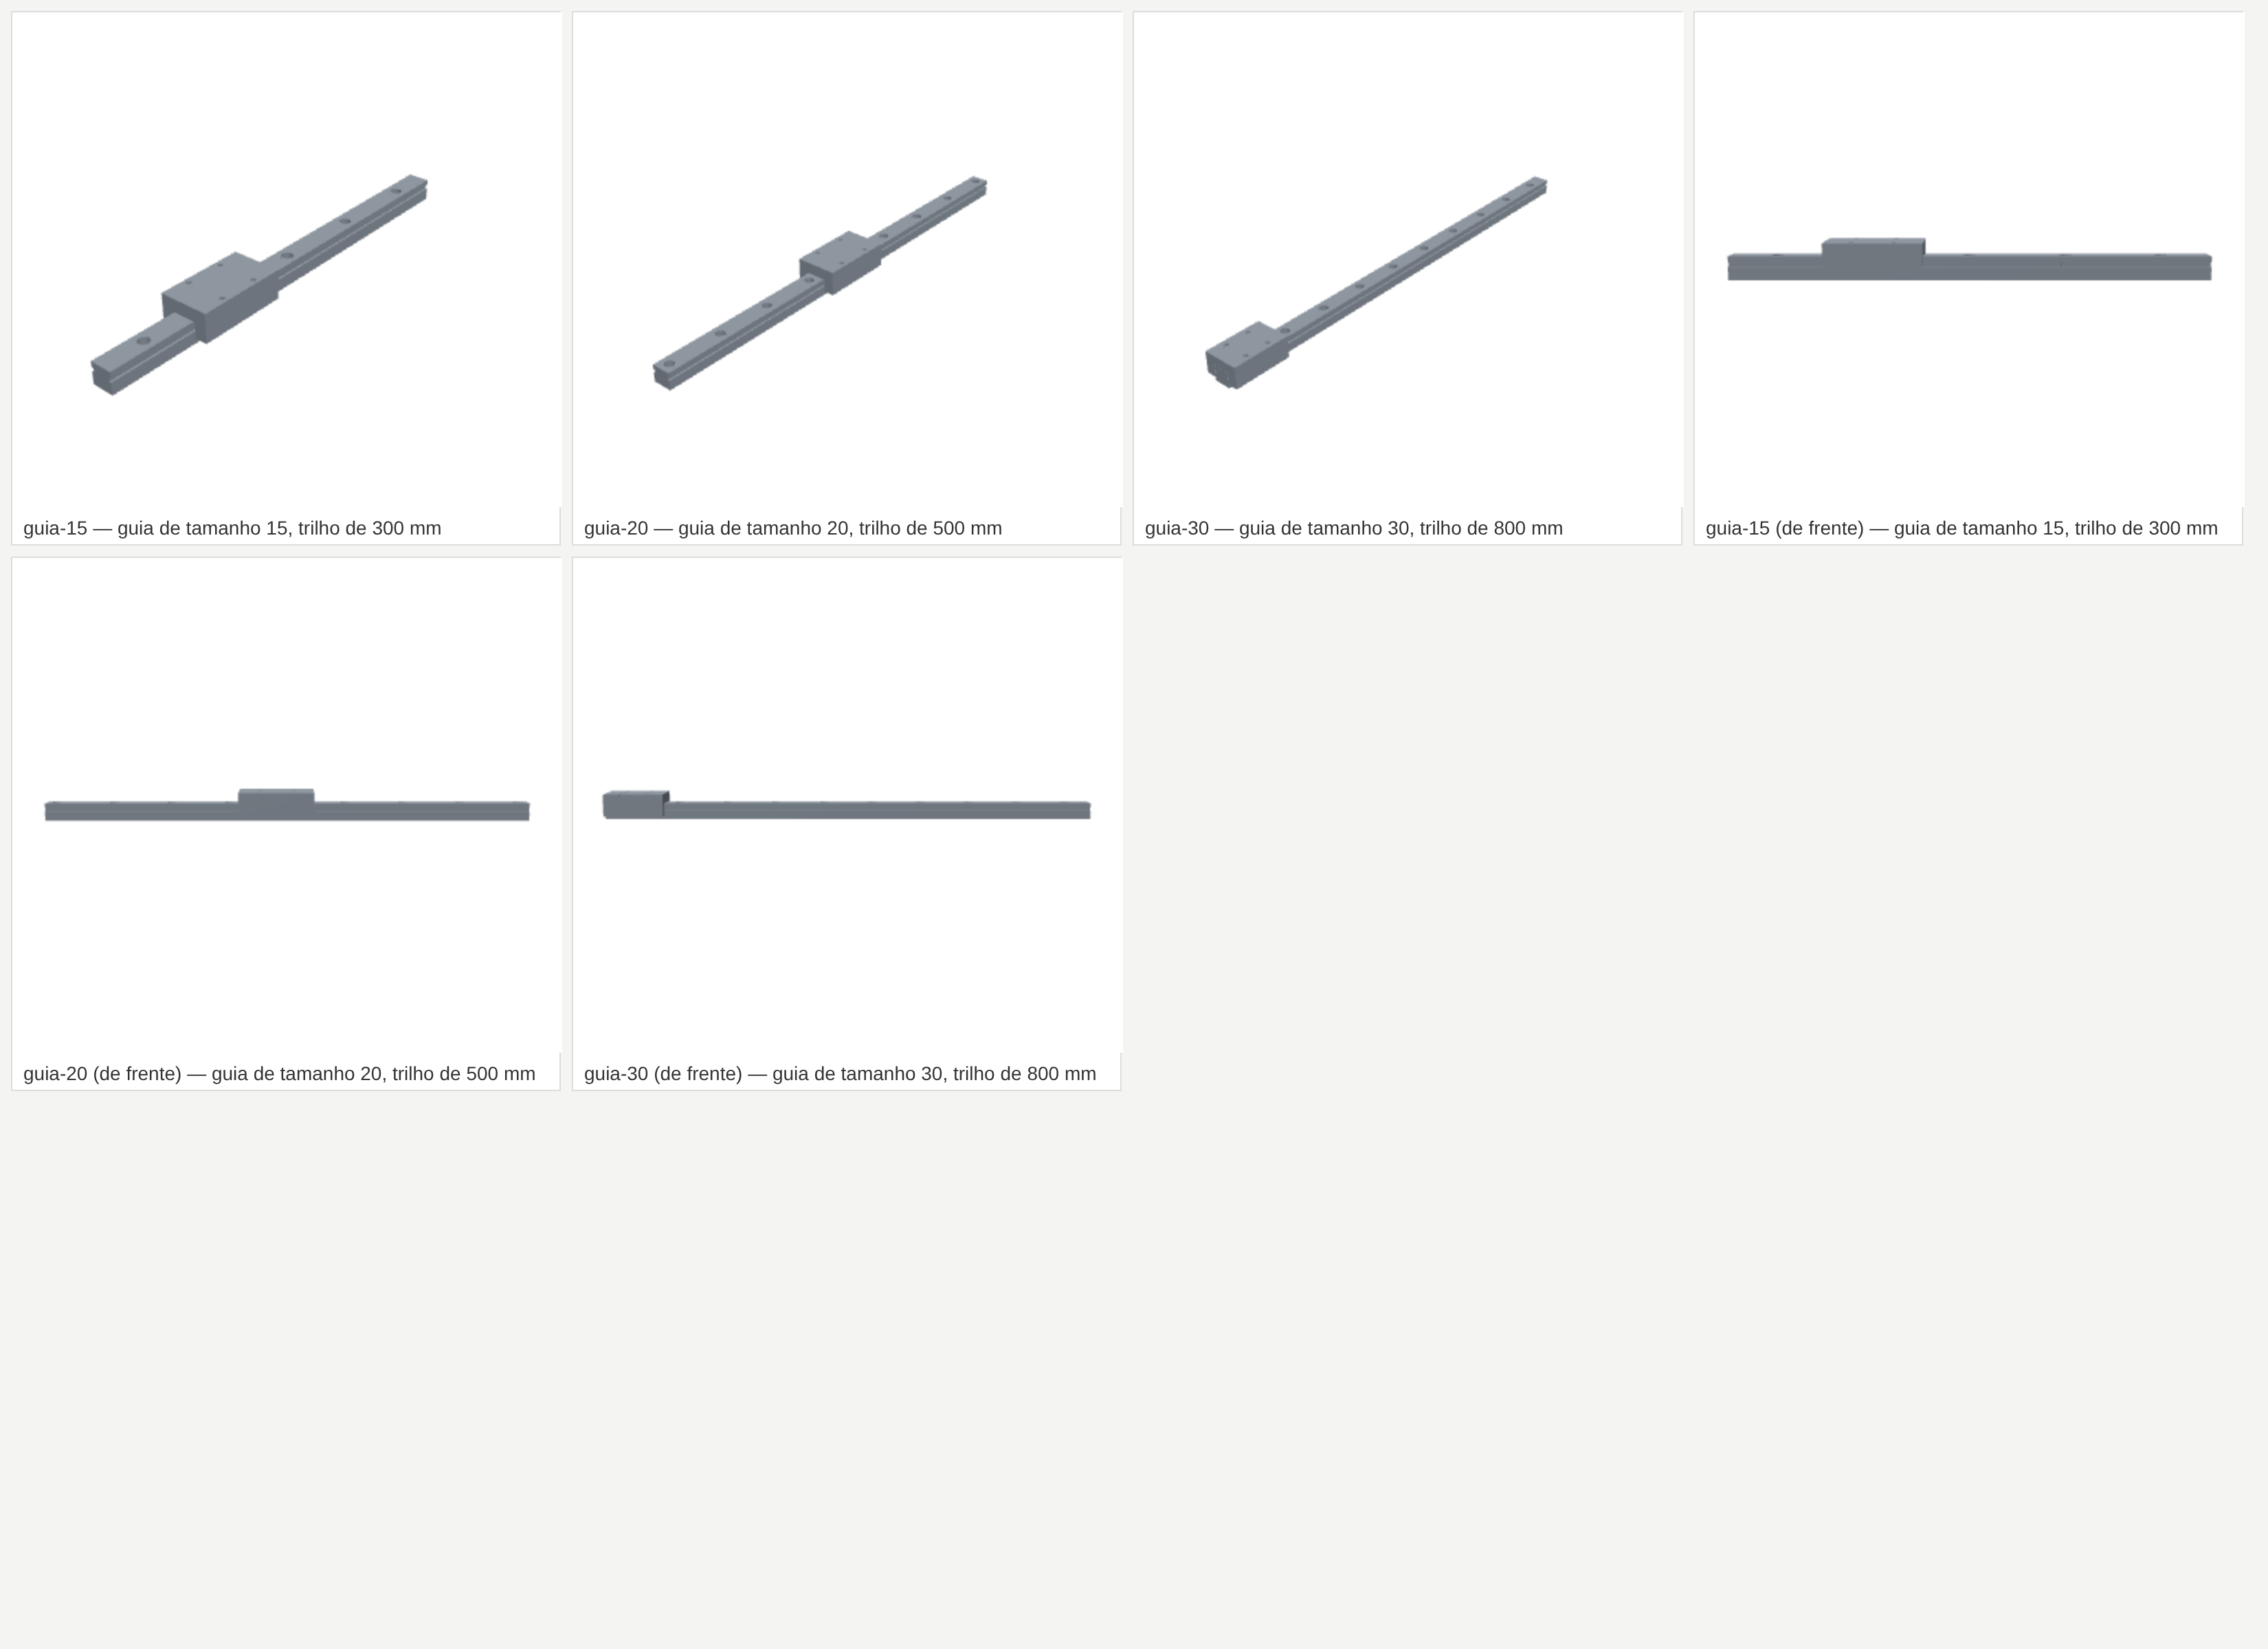 guia-15 — guia de tamanho 15, trilho de 300 mm
guia-20 — guia de tamanho 20, trilho de 500 mm
guia-30 — guia de tamanho 30, trilho de 800 mm
guia-15 (de frente) — guia de tamanho 15, trilho de 300 mm
guia-20 (de frente) — guia de tamanho 20, trilho de 500 mm
guia-30 (de frente) — guia de tamanho 30, trilho de 800 mm